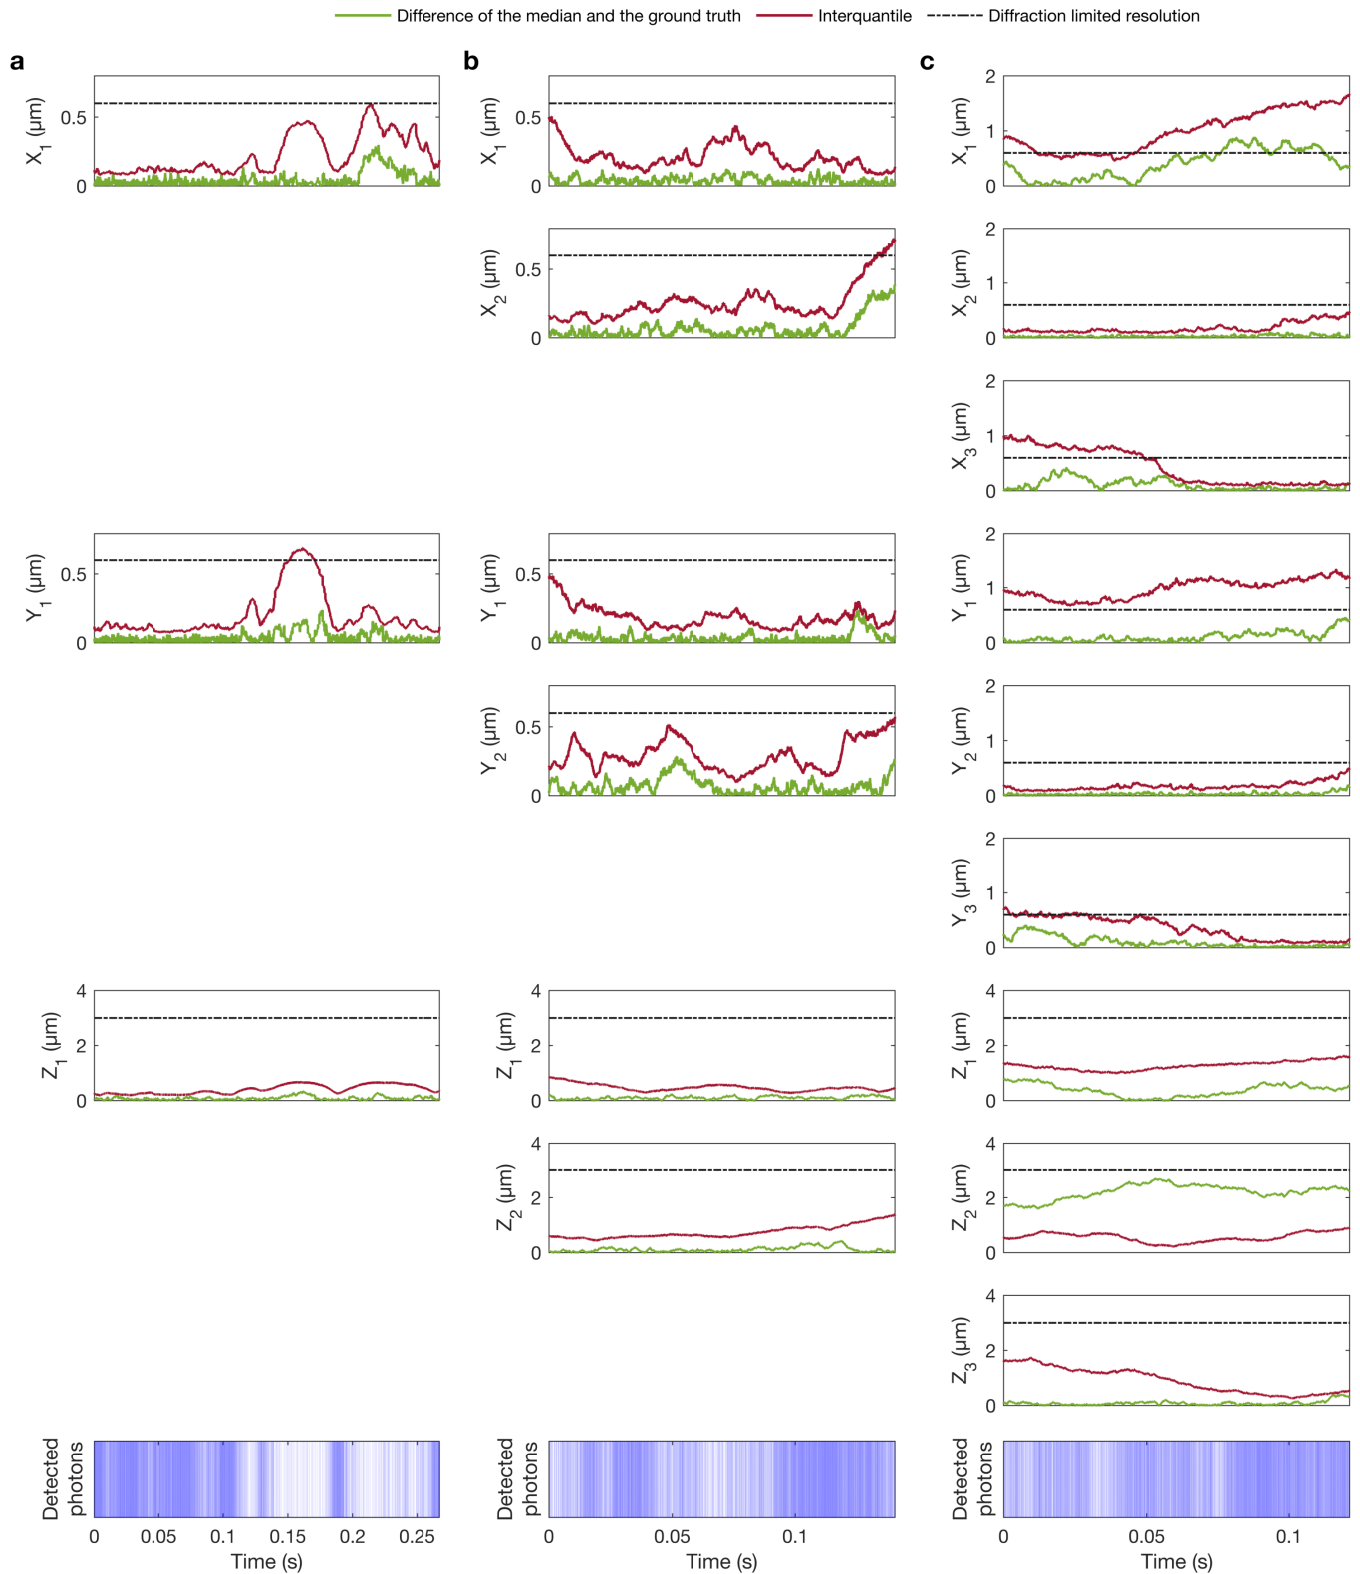 Difference of the median and the ground truth Interquantile Diffraction limited resolution
a b c
X1 (µm) 0.5 0
X1 (µm) 0.5 0
X1 (µm) 2 1 0
X2 (µm) 0.5 0
X2 (µm) 2 1 0
X3 (µm) 2 1 0
Y1 (µm) 0.5 0
Y1 (µm) 0.5 0
Y1 (µm) 2 1 0
Y2 (µm) 0.5 0
Y2 (µm) 2 1 0
Y3 (µm) 2 1 0
Z1 (µm) 4 2 0
Z1 (µm) 4 2 0
Z1 (µm) 4 2 0
Z2 (µm) 4 2 0
Z2 (µm) 4 2 0
Z3 (µm) 4 2 0
Detected
photons
0 0.05 0.1 0.15 0.2 0.25
Time (s)
Detected
photons
0 0.05 0.1
Time (s)
Detected
photons
0 0.05 0.1
Time (s)